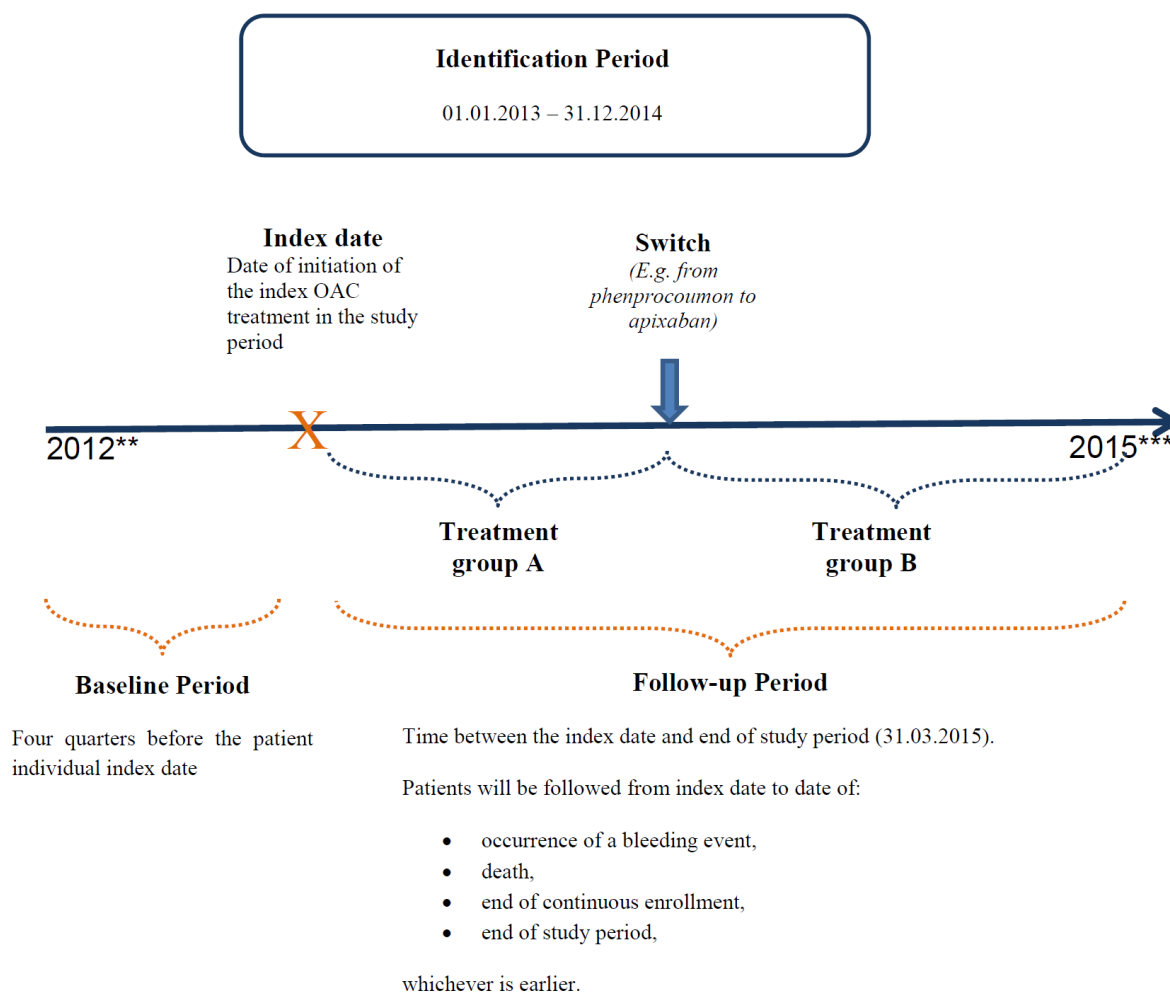 Identification Period
01.01.2013 – 31.12.2014
Index date
Date of initiation of
the index OAC
treatment in the study
period
Switch
(E.g. from
phenprocoumon to
apixaban)
X
2012**
2015***
Treatment
group A
Treatment
group B
Baseline Period
Four quarters before the patient
individual index date
Follow-up Period
Time between the index date and end of study period (31.03.2015).
Patients will be followed from index date to date of:
• occurrence of a bleeding event,
• death,
• end of continuous enrollment,
• end of study period,
whichever is earlier.